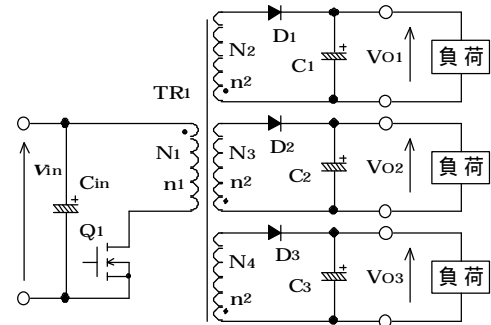 D1
N2
C1
VO1
負荷
n2
TR1
N1
n1
Vin
Cin
Q1
D2
N3
C2
VO2
負荷
n2
D3
N4
C3
VO3
負荷
n2